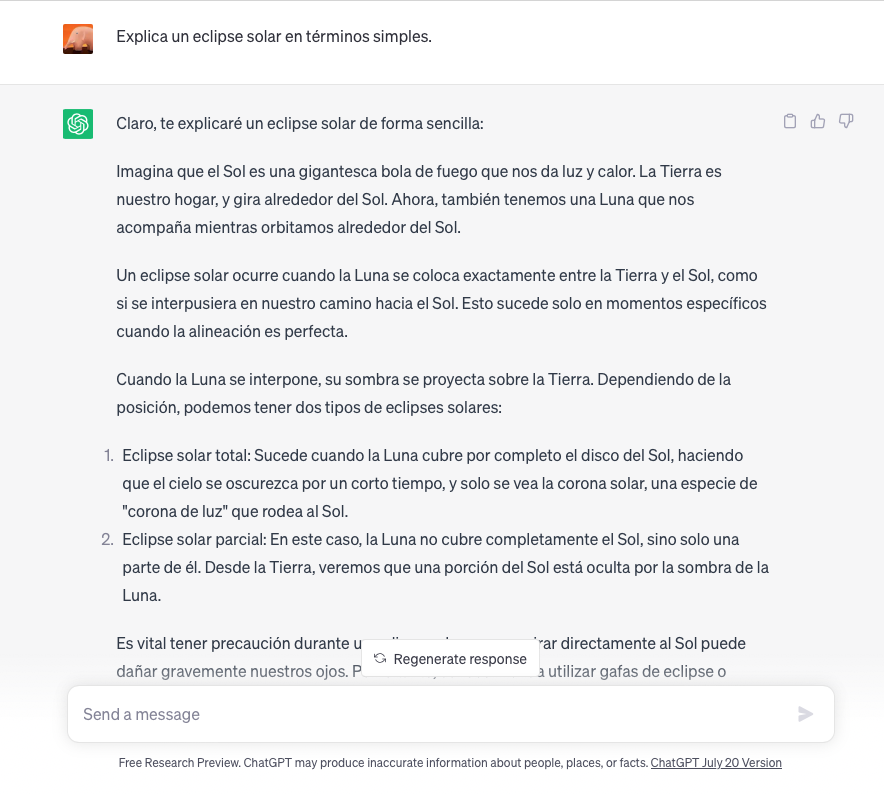 Explica un eclipse solar en términos simples.
Claro, te explicaré un eclipse solar de forma sencilla:
Imagina que el Sol es una gigantesca bola de fuego que nos da luz y calor. La Tierra es
nuestro hogar, y gira alrededor del Sol. Ahora, también tenemos una Luna que nos
acompaña mientras orbitamos alrededor del Sol.
Un eclipse solar ocurre cuando la Luna se coloca exactamente entre la Tierra y el Sol, como
si se interpusiera en nuestro camino hacia el Sol. Esto sucede solo en momentos específicos
cuando la alineación es perfecta.
Cuando la Luna se interpone, su sombra se proyecta sobre la Tierra. Dependiendo de la
posición, podemos tener dos tipos de eclipses solares:
1. Eclipse solar total: Sucede cuando la Luna cubre por completo el disco del Sol, haciendo
que el cielo se oscurezca por un corto tiempo, y solo se vea la corona solar, una especie de
"corona de luz" que rodea al Sol.
2. Eclipse solar parcial: En este caso, la Luna no cubre completamente el Sol, sino solo una
parte de él. Desde la Tierra, veremos que una porción del Sol está oculta por la sombra de la
Luna.
Es vital tener precaución durante directamente al Sol puede
dañar gravemente nuestros ojos. utilizar gafas de eclipse o
Regenerate response
Send a message
Free Research Preview. ChatGPT may produce inaccurate information about people, places, or facts. ChatGPT July 20 Version